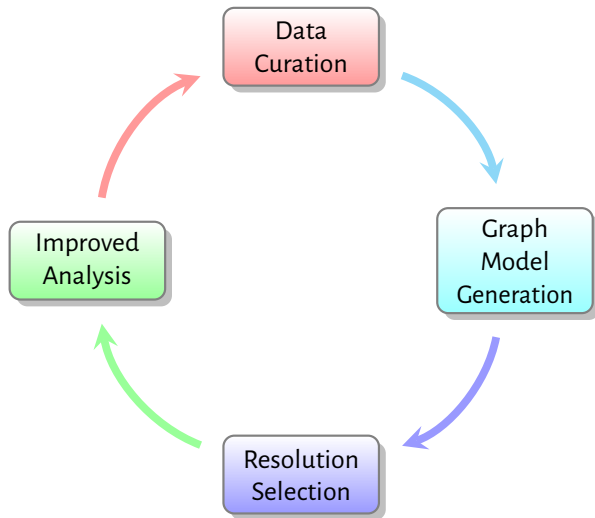 Data
Curation
Graph
Model
Generation
Resolution
Selection
Improved
Analysis